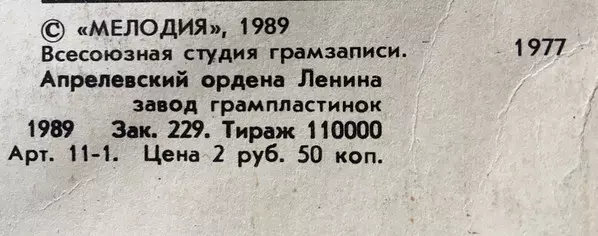 © «МЕЛОДИЯ», 1989
Всесоюзная студия грамзаписи. 1977
Апрелевский ордена Ленина
завод грампластинок
1989 Зак. 229. Тираж 110000
Арт. 11-1. Цена 2 руб. 50 коп.